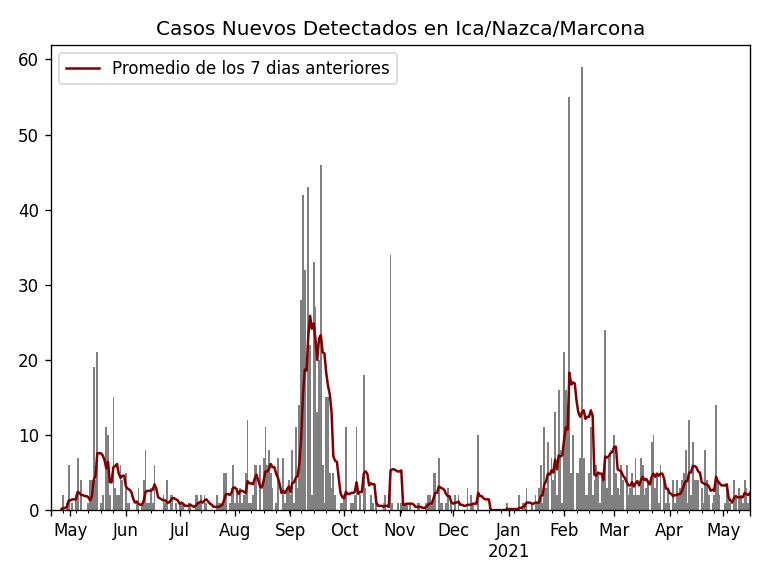 Casos Nuevos Detectados en Ica/Nazca/Marcona
Promedio de los 7 dias anteriores
60
50
40
30
20
10
0
May Jun Jul Aug Sep Oct Nov Dec Jan Feb Mar Apr May
2021